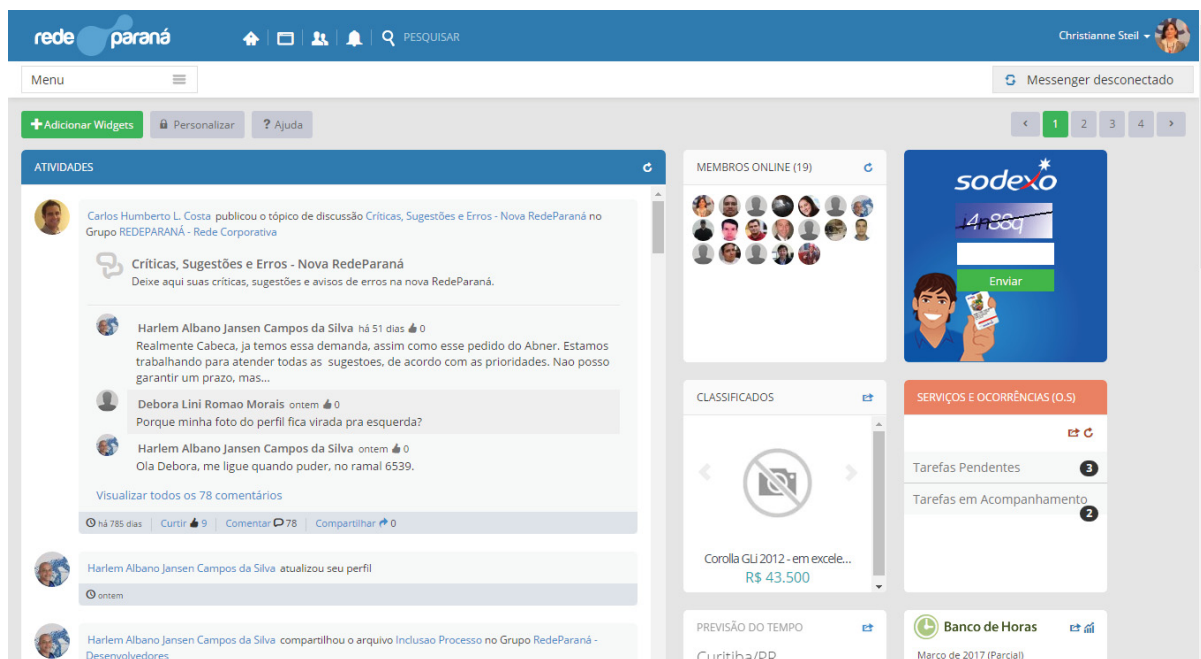 rede paraná
PESQUISAR
Christianne Steil
Menu
Messenger desconectado
Adicionar Widgets
Personalizar
? Ajuda
1 2 3 4
ATIVIDADES
Carlos Humberto L. Costa publicou o tópico de discussão Críticas, Sugestões e Erros - Nova RedeParaná no
Grupo REDEPARANÁ - Rede Corporativa
Críticas, Sugestões e Erros - Nova RedeParaná
Deixe aqui suas críticas, sugestões e avisos de erros na nova RedeParaná.
Harlem Albano Jansen Campos da Silva há 51 dias 0
Realmente Cabeca, ja temos essa demanda, assim como esse pedido do Abner. Estamos
trabalhando para atender todas as sugestoes, de acordo com as prioridades. Nao posso
garantir um prazo, mas...
Debora Lini Romao Morais ontem 0
Porque minha foto do perfil fica virada pra esquerda?
Harlem Albano Jansen Campos da Silva ontem 0
Ola Debora, me ligue quando puder, no ramal 6539.
Visualizar todos os 78 comentários
há 785 dias Curtir 9 Comentar 78 Compartilhar 0
Harlem Albano Jansen Campos da Silva atualizou seu perfil
ontem
Harlem Albano Jansen Campos da Silva compartilhou o arquivo Inclusao Processo no Grupo RedeParaná -
Desenvolvedores
MEMBROS ONLINE (19)
sodexo
i4n88q
Enviar
CLASSIFICADOS
Corolla GLi 2012 - em excele...
R$ 43.500
SERVIÇOS E OCORRÊNCIAS (O.S)
Tarefas Pendentes 3
Tarefas em Acompanhamento
2
PREVISÃO DO TEMPO
Curitiba/PR
Banco de Horas
Março de 2017 (Parcial)